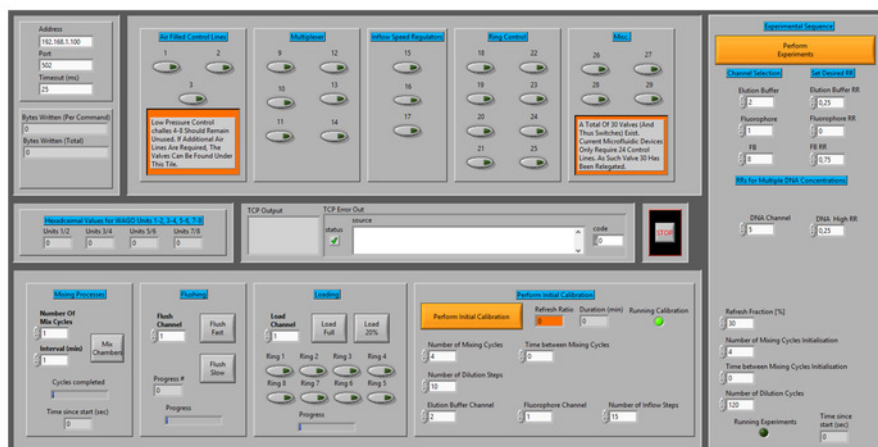 Address
192.168.1.100
Port
502
Timeout (ms)
25
Bytes Written (Per Command)
0
Bytes Written (Total)
0
Air Filled Control Lines
1
2
3
Low Pressure Control
challes 4-8 Should Remain
Unused. If Additional Air
Lines Are Required, The
Valves Can Be Found Under
This Tile.
Multiplexer
9
12
10
13
11
14
Inflow Speed Regulators
15
16
17
Ring Control
18
22
19
23
20
24
21
25
Misc.
26
27
28
29
A Total Of 30 Valves (And
Thus Switches) Exist.
Current Microfluidic Devices
Only Require 24 Control
Lines. As Such Valve 30 Has
Been Relegated.
Hexadcaimal Values for WAGO Units 1-2, 3-4, 5-6, 7-8
Units 1/2
Units 3/4
Units 5/6
Units 7/8
0
0
0
0
TCP Output
TCP Error Out
status
source
code
0
STOP
Mixing Processes
Number Of
Mix Cycles
1
Interval (min)
1
Mix
Chambers
Cycles completed
Time since start (sec)
0
Flushing
Flush
Channel
1
Flush
Fast
Flush
Slow
Progress #
0
Progress
Loading
Load
Channel
1
Load
Full
Load
20%
Ring 1
Ring 2
Ring 3
Ring 4
Ring 8
Ring 7
Ring 6
Ring 5
Progress
Perform Initial Calibration
Perform Initial Calibration
Refresh Ratio
0
Duration (min)
0
Running Calibration
Number of Mixing Cycles
4
Time between Mixing Cycles
0
Number of Dilution Steps
10
Elution Buffer Channel
2
Fluorophore Channel
1
Number of Inflow Steps
15
Experimental Sequence
Perform
Experiments
Channel Selection
Set Desired RR
Elution Buffer
2
Elution Buffer RR
0,25
Fluorophore
1
Fluorophore RR
0
FB
8
FB RR
0,75
RRs for Multiple DNA Concentrations
DNA Channel
5
DNA High RR
0,25
Refresh Fraction [%]
30
Number of Mixing Cycles Initialisation
4
Time between Mixing Cycles Initialisation
0
Number of Dilution Cycles
120
Running Experiments
Time since
start (sec)
0